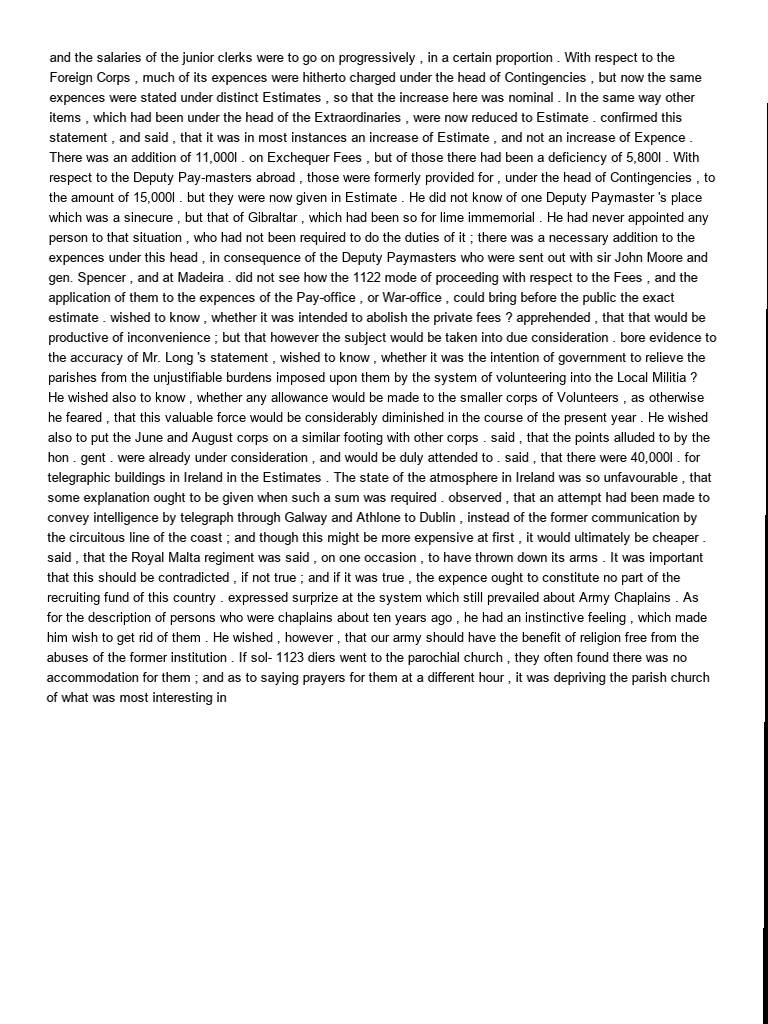 and the salaries of the junior clerks were to go on progressively , in a certain proportion . With respect to the
Foreign Corps , much of its expences were hitherto charged under the head of Contingencies , but now the same
expences were stated under distinct Estimates , so that the increase here was nominal . In the same way other
items , which had been under the head of the Extraordinaries , were now reduced to Estimate . confirmed this
statement , and said , that it was in most instances an increase of Estimate , and not an increase of Expence .
There was an addition of 11,000l . on Exchequer Fees , but of those there had been a deficiency of 5,800l . With
respect to the Deputy Pay-masters abroad , those were formerly provided for , under the head of Contingencies , to
the amount of 15,000l . but they were now given in Estimate . He did not know of one Deputy Paymaster 's place
which was a sinecure , but that of Gibraltar , which had been so for lime immemorial . He had never appointed any
person to that situation , who had not been required to do the duties of it ; there was a necessary addition to the
expences under this head , in consequence of the Deputy Paymasters who were sent out with sir John Moore and
gen. Spencer , and at Madeira . did not see how the 1122 mode of proceeding with respect to the Fees , and the
application of them to the expences of the Pay-office , or War-office , could bring before the public the exact
estimate . wished to know , whether it was intended to abolish the private fees ? apprehended , that that would be
productive of inconvenience ; but that however the subject would be taken into due consideration . bore evidence to
the accuracy of Mr. Long 's statement , wished to know , whether it was the intention of government to relieve the
parishes from the unjustifiable burdens imposed upon them by the system of volunteering into the Local Militia ?
He wished also to know , whether any allowance would be made to the smaller corps of Volunteers , as otherwise
he feared , that this valuable force would be considerably diminished in the course of the present year . He wished
also to put the June and August corps on a similar footing with other corps . said , that the points alluded to by the
hon . gent . were already under consideration , and would be duly attended to . said , that there were 40,000l . for
telegraphic buildings in Ireland in the Estimates . The state of the atmosphere in Ireland was so unfavourable , that
some explanation ought to be given when such a sum was required . observed , that an attempt had been made to
convey intelligence by telegraph through Galway and Athlone to Dublin , instead of the former communication by
the circuitous line of the coast ; and though this might be more expensive at first , it would ultimately be cheaper .
said , that the Royal Malta regiment was said , on one occasion , to have thrown down its arms . It was important
that this should be contradicted , if not true ; and if it was true , the expence ought to constitute no part of the
recruiting fund of this country . expressed surprize at the system which still prevailed about Army Chaplains . As
for the description of persons who were chaplains about ten years ago , he had an instinctive feeling , which made
him wish to get rid of them . He wished , however , that our army should have the benefit of religion free from the
abuses of the former institution . If sol- 1123 diers went to the parochial church , they often found there was no
accommodation for them ; and as to saying prayers for them at a different hour , it was depriving the parish church
of what was most interesting in